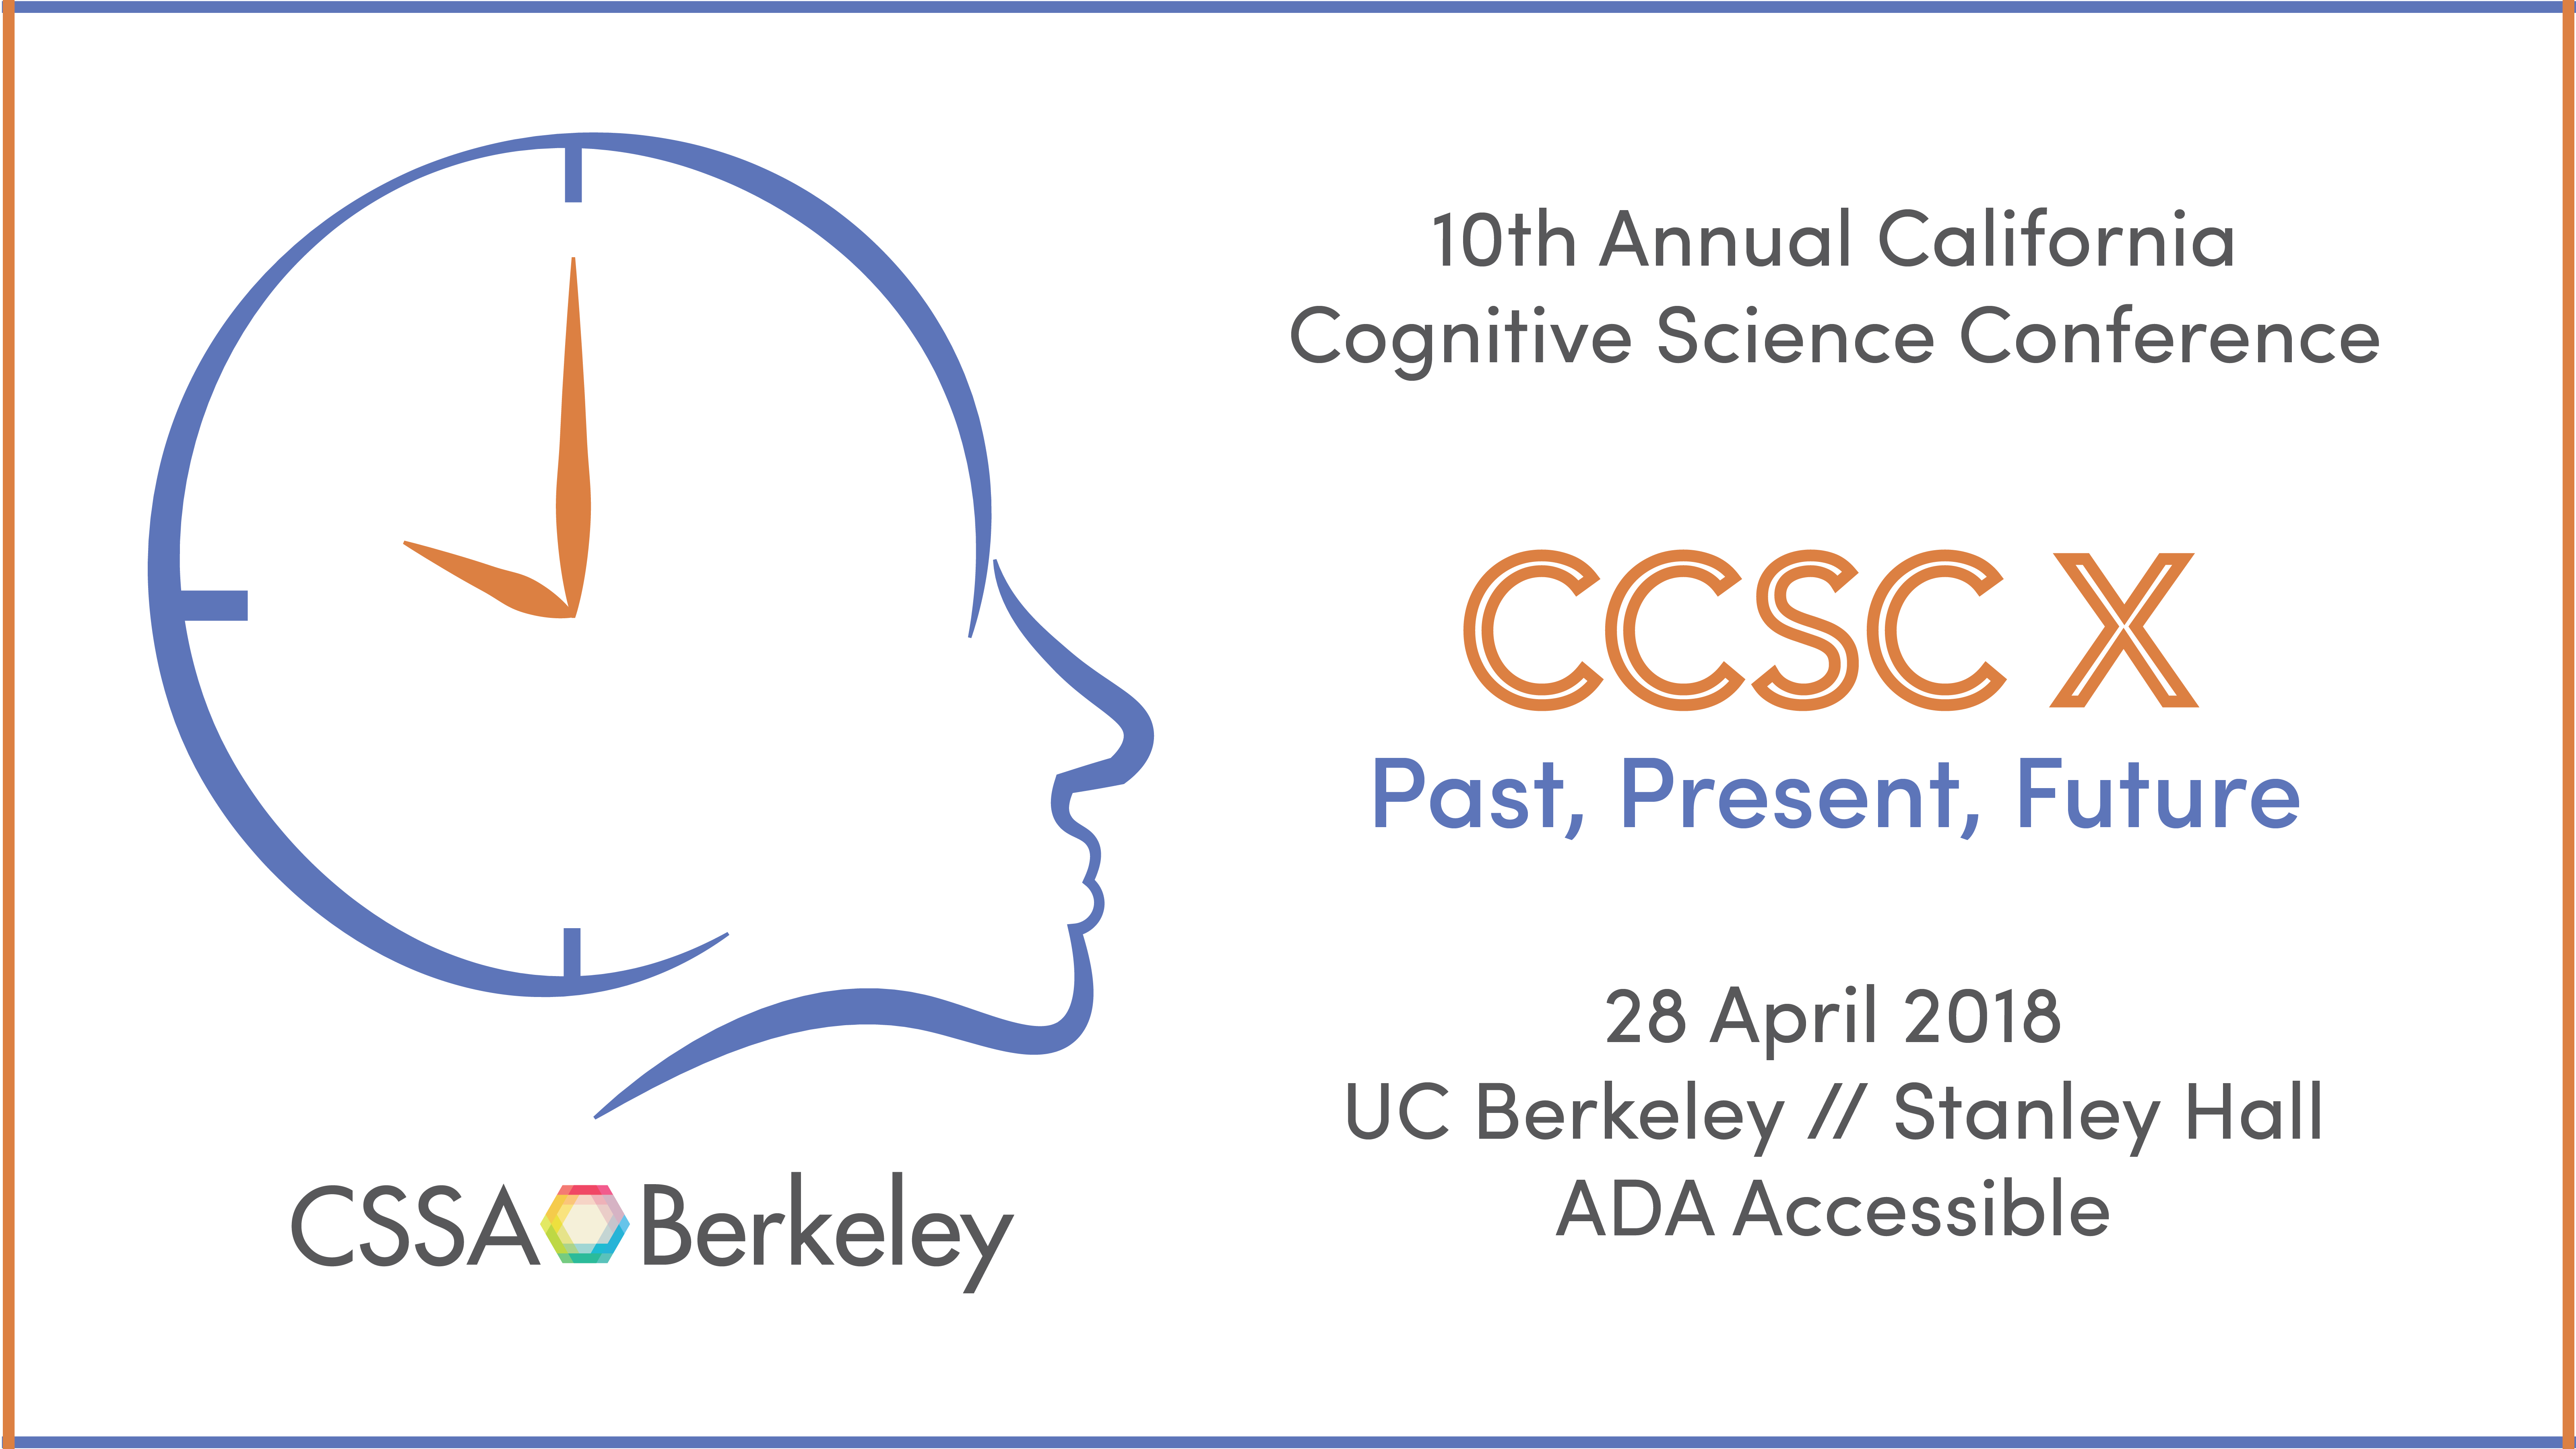 10th Annual California
Cognitive Science Conference
CCSC X
Past, Present, Future
28 April 2018
UC Berkeley // Stanley Hall
ADA Accessible
CSSA Berkeley